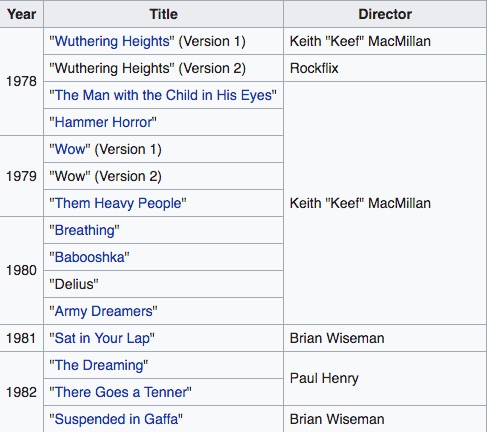 Year Title Director
1978 "Wuthering Heights" (Version 1) Keith "Keef" MacMillan
"Wuthering Heights" (Version 2) Rockflix
"The Man with the Child in His Eyes" Keith "Keef" MacMillan
"Hammer Horror"
1979 "Wow" (Version 1)
"Wow" (Version 2)
"Them Heavy People"
1980 "Breathing"
"Babooshka"
"Delius"
"Army Dreamers"
1981 "Sat in Your Lap" Brian Wiseman
1982 "The Dreaming" Paul Henry
"There Goes a Tenner"
"Suspended in Gaffa" Brian Wiseman